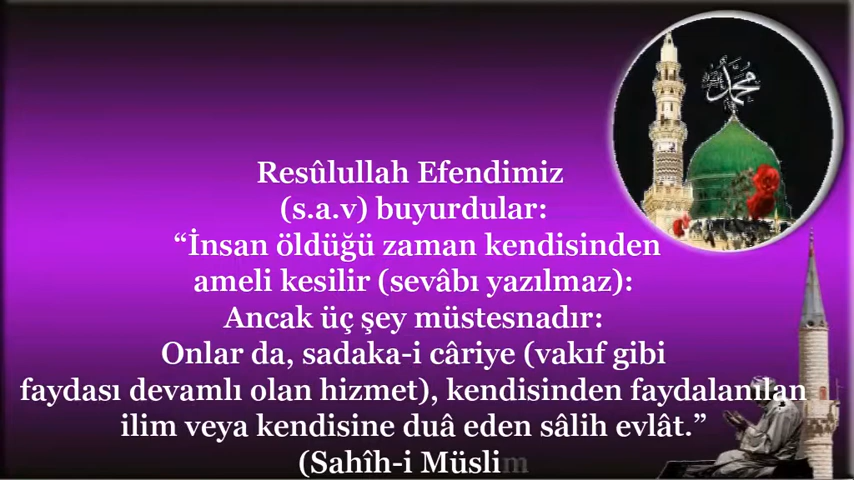 محمد
Resûlullah Efendimiz
(s.a.v) buyurdular:
“İnsan öldüğü zaman kendisinden
ameli kesilir (sevâbı yazılmaz):
Ancak üç şey müstesnadır:
Onlar da, sadaka-i câriye (vakıf gibi
faydası devamlı olan hizmet), kendisinden faydalanılan
ilim veya kendisine duâ eden sâlih evlât.”
(Sahîh-i Müslim